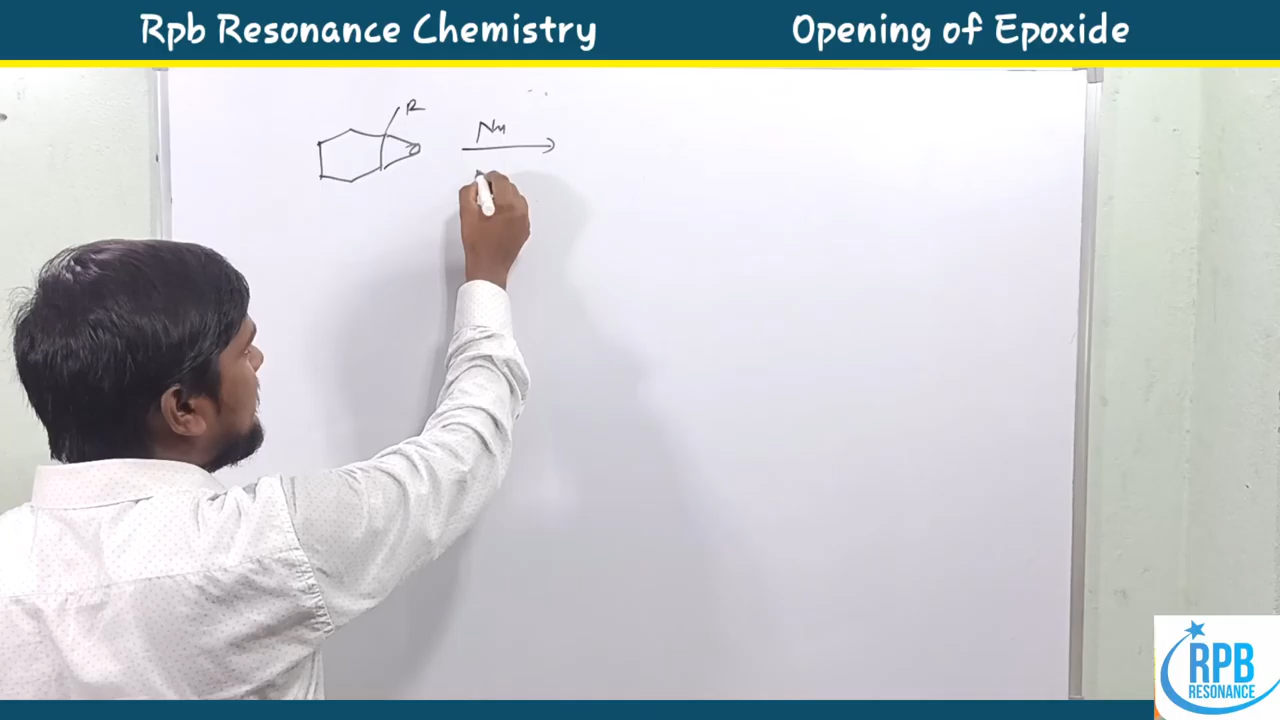 Rpb Resonance Chemistry
Opening of Epoxide
R
Nu
O
RPB
RESONANCE